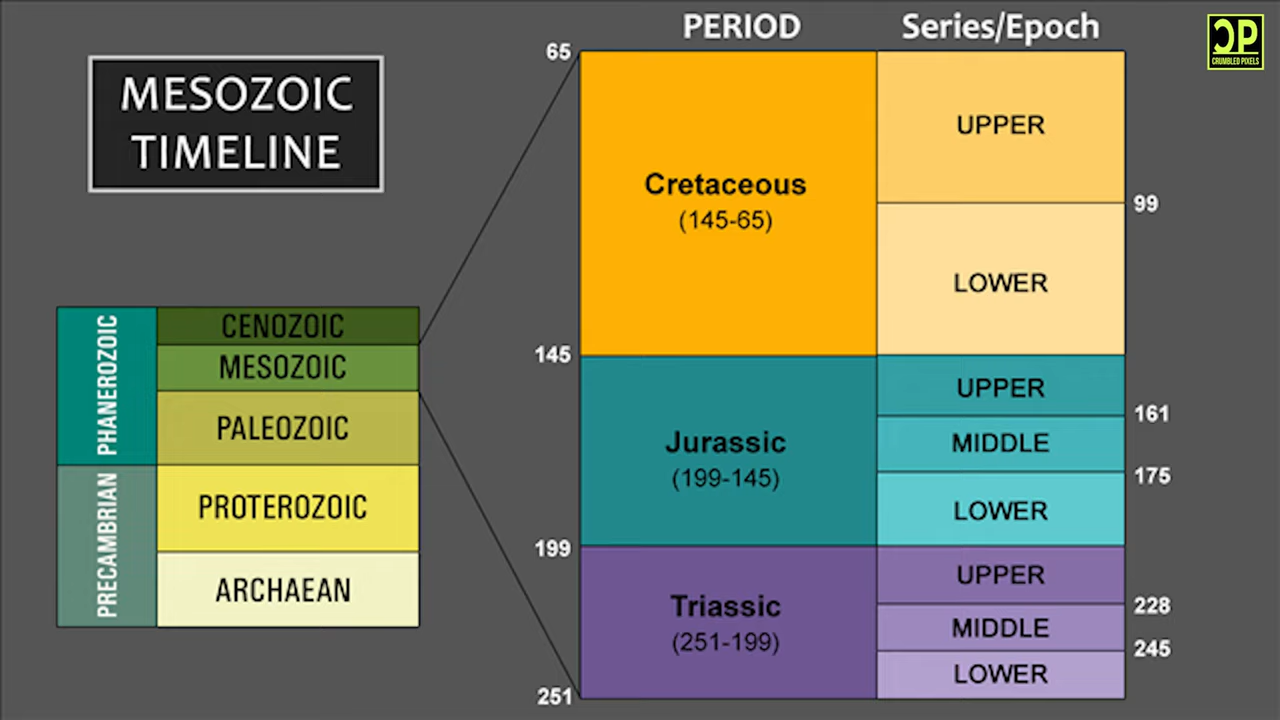 PERIOD
Series/Epoch
CP
CRUMBLED PIXELS
MESOZOIC
TIMELINE
65
Cretaceous
(145-65)
UPPER
99
LOWER
145
Jurassic
(199-145)
UPPER
161
MIDDLE
175
LOWER
199
Triassic
(251-199)
UPPER
228
MIDDLE
245
LOWER
251
PHANEROZOIC
CENOZOIC
MESOZOIC
PALEOZOIC
PRECAMBRIAN
PROTEROZOIC
ARCHAEAN